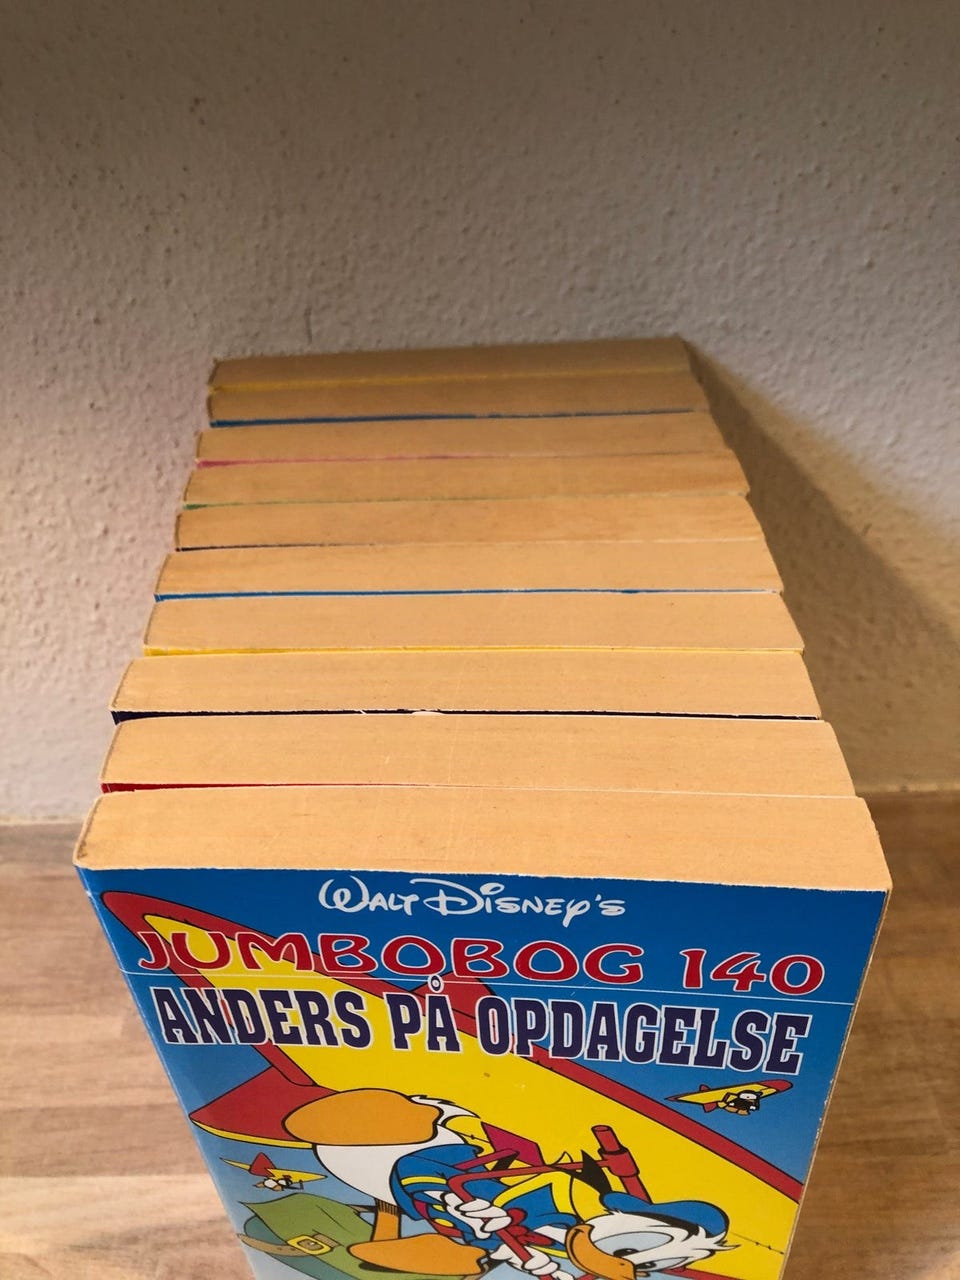 WALT DISNEY'S
JUMBOBOG 140
ANDERS PÅ OPDAGELSE